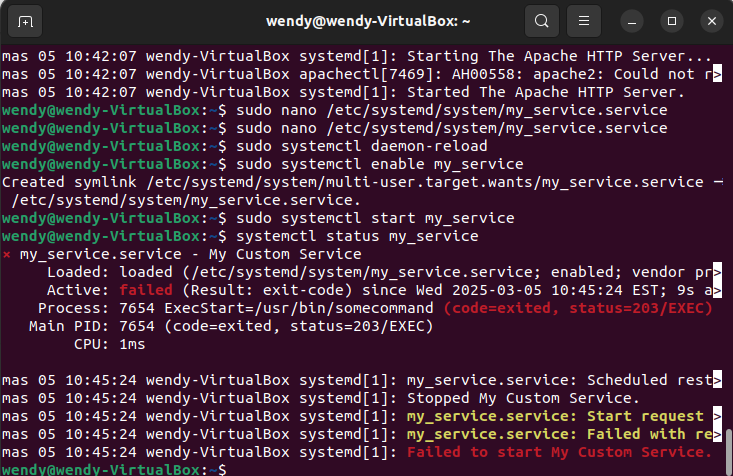 wendy@wendy-VirtualBox: ~
mas 05 10:42:07 wendy-VirtualBox systemd[1]: Starting The Apache HTTP Server...
mas 05 10:42:07 wendy-VirtualBox apachectl[7469]: AH00558: apache2: Could not r>
mas 05 10:42:07 wendy-VirtualBox systemd[1]: Started The Apache HTTP Server.
wendy@wendy-VirtualBox:~$ sudo nano /etc/systemd/system/my_service.service
wendy@wendy-VirtualBox:~$ sudo nano /etc/systemd/system/my_service.service
wendy@wendy-VirtualBox:~$ sudo systemctl daemon-reload
wendy@wendy-VirtualBox:~$ sudo systemctl enable my_service
Created symlink /etc/systemd/system/multi-user.target.wants/my_service.service →
 /etc/systemd/system/my_service.service.
wendy@wendy-VirtualBox:~$ sudo systemctl start my_service
wendy@wendy-VirtualBox:~$ systemctl status my_service
× my_service.service - My Custom Service
     Loaded: loaded (/etc/systemd/system/my_service.service; enabled; vendor pr>
     Active: failed (Result: exit-code) since Wed 2025-03-05 10:45:24 EST; 9s a>
    Process: 7654 ExecStart=/usr/bin/somecommand (code=exited, status=203/EXEC)
   Main PID: 7654 (code=exited, status=203/EXEC)
        CPU: 1ms

mas 05 10:45:24 wendy-VirtualBox systemd[1]: my_service.service: Scheduled rest>
mas 05 10:45:24 wendy-VirtualBox systemd[1]: Stopped My Custom Service.
mas 05 10:45:24 wendy-VirtualBox systemd[1]: my_service.service: Start request >
mas 05 10:45:24 wendy-VirtualBox systemd[1]: my_service.service: Failed with re>
mas 05 10:45:24 wendy-VirtualBox systemd[1]: Failed to start My Custom Service.
wendy@wendy-VirtualBox:~$